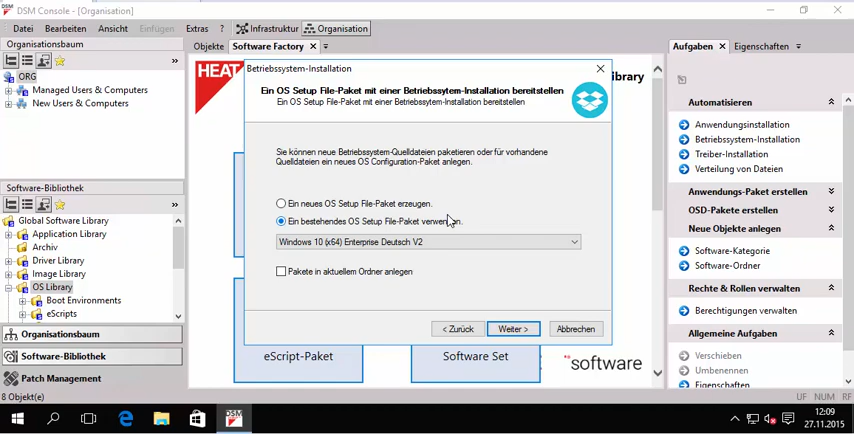 DSM Console - Organisations
Datei Bearbeiten Ansicht Einfügen Extras ? Infrastruktur Organisation
Organisationsbaum
ORG
Managed Users & Computers
New Users & Computers
Software-Bibliothek
Global Software Library
Application Library
Archiv
Driver Library
Image Library
OS Library
Boot Environments
eScripts
Organisationsbaum
Software-Bibliothek
Patch Management
8 Objekt(e)
Objekte Software Factory
HEAT
Library
eScript-Paket
Software Set
software
Betriebssystem-Installation
Ein OS Setup File-Paket mit einer Betriebssytem-Installation bereitstellen
Ein OS Setup File-Paket mit einer Betriebssytem-Installation bereitstellen
Sie können neue Betriebssystem-Quelldateien paketieren oder für vorhandene
Quelldateien ein neues OS Configuration-Paket anlegen.
Ein neues OS Setup File-Paket erzeugen.
Ein bestehendes OS Setup File-Paket verwenden.
Windows 10 (x64) Enterprise Deutsch V2
Pakete in aktuellem Ordner anlegen
< Zurück Weiter > Abbrechen
Aufgaben Eigenschaften
Automatisieren
Anwendungsinstallation
Betriebssystem-Installation
Treiber-Installation
Verteilung von Dateien
Anwendungs-Paket erstellen
OSD-Pakete erstellen
Neue Objekte anlegen
Software-Kategorie
Software-Ordner
Rechte & Rollen verwalten
Berechtigungen verwalten
Allgemeine Aufgaben
Verschieben
Umbenennen
Eigenschaften
UF NUM RF
DSM
12:09
27.11.2015